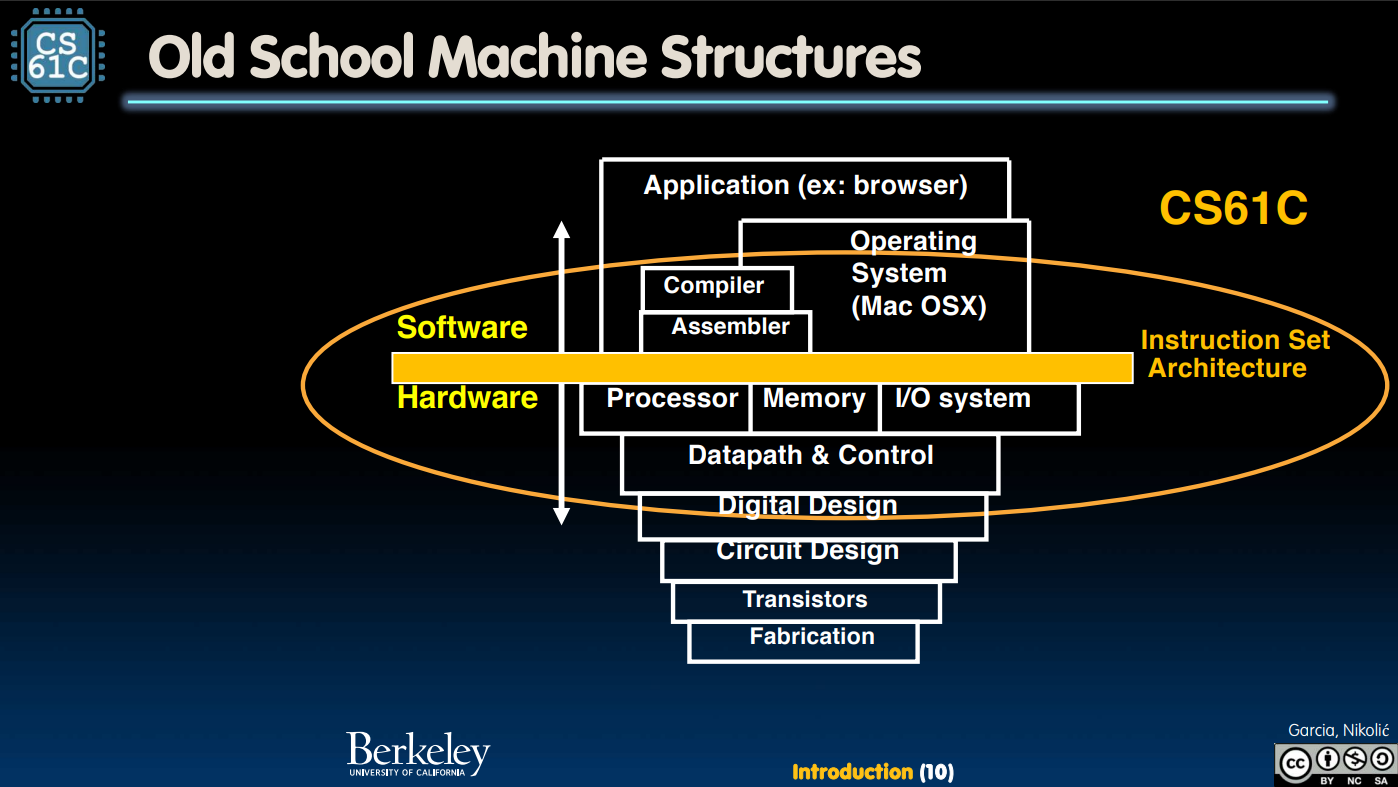 CS
61C
Old School Machine Structures
Application (ex: browser)
CS61C
Operating
System
(Mac OSX)
Compiler
Assembler
Software
Instruction Set
Architecture
Hardware
Processor
Memory
I/O system
Datapath & Control
Digital Design
Circuit Design
Transistors
Fabrication
Berkeley
UNIVERSITY OF CALIFORNIA
Introduction (10)
Garcia, Nikolić
cc
BY NC SA